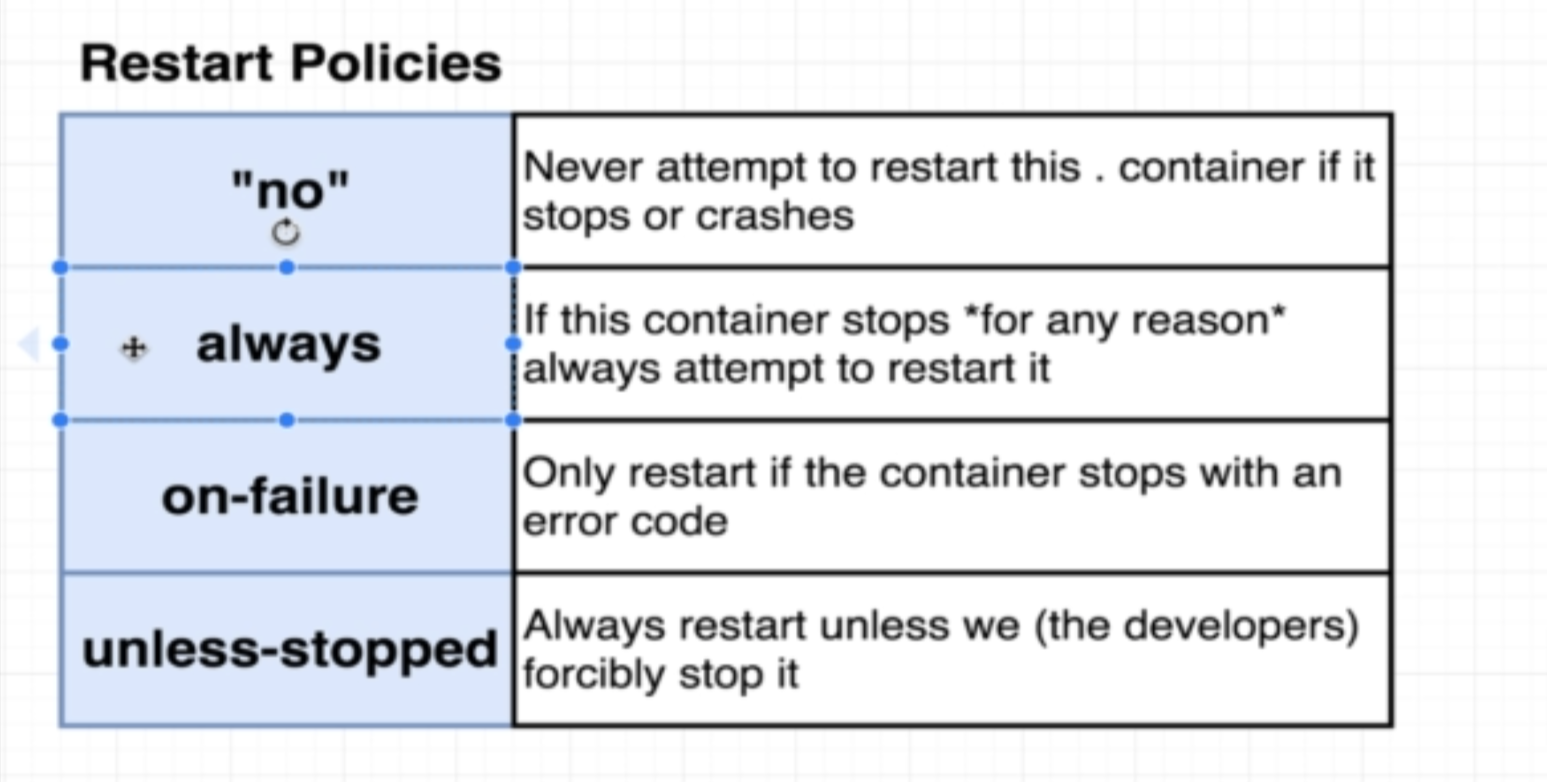 Restart Policies
"no"
Never attempt to restart this . container if it
stops or crashes
always
If this container stops *for any reason*
always attempt to restart it
on-failure
Only restart if the container stops with an
error code
unless-stopped
Always restart unless we (the developers)
forcibly stop it